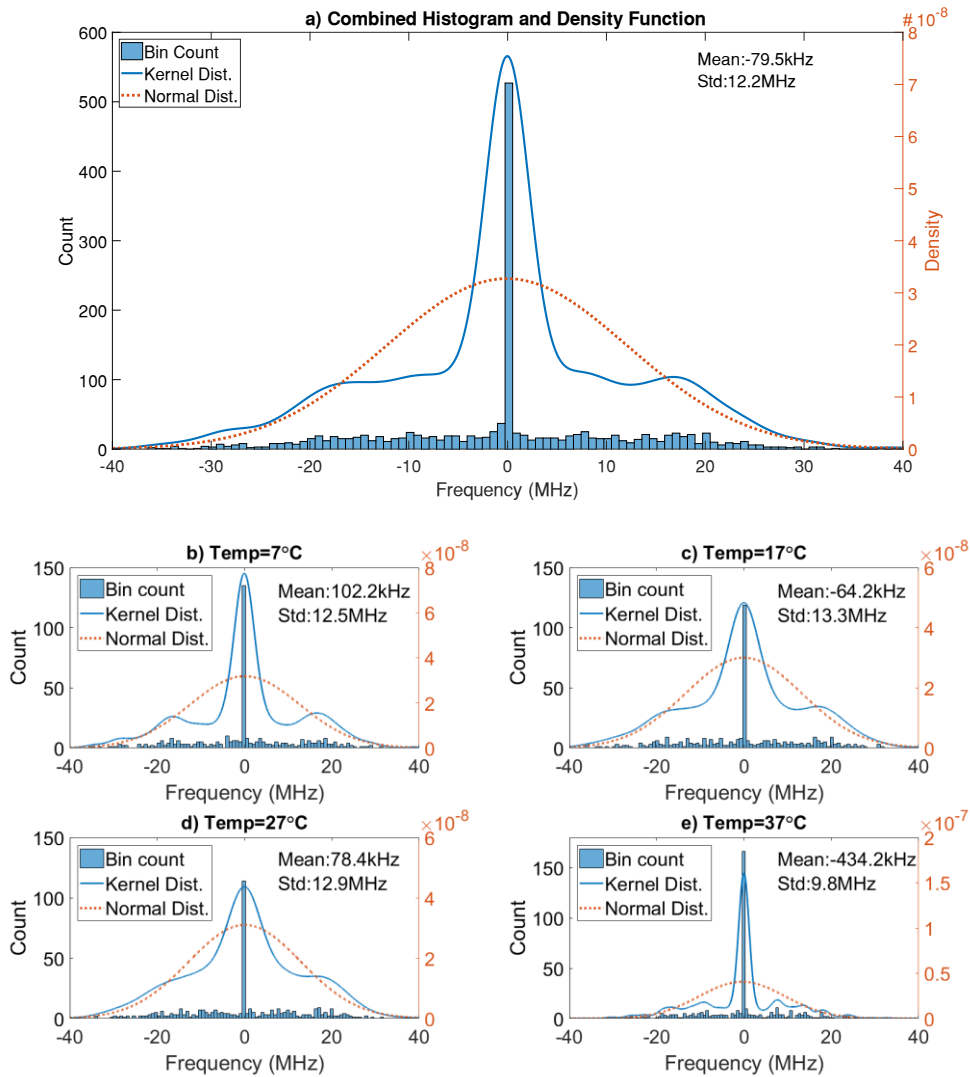 a) Combined Histogram and Density Function
# 10^-8
Bin Count
Kernel Dist.
Normal Dist.
Mean:-79.5kHz
Std:12.2MHz
600
500
400
300
200
100
0
Count
8
7
6
5
4
3
2
1
0
Density
-40 -30 -20 -10 0 10 20 30 40
Frequency (MHz)
b) Temp=7°C
×10^-8
Bin count
Kernel Dist.
Normal Dist.
Mean:102.2kHz
Std:12.5MHz
150
100
50
0
Count
8
6
4
2
0
-40 -20 0 20 40
Frequency (MHz)
c) Temp=17°C
×10^-8
Bin count
Kernel Dist.
Normal Dist.
Mean:-64.2kHz
Std:13.3MHz
150
100
50
0
Count
6
4
2
0
-40 -20 0 20 40
Frequency (MHz)
d) Temp=27°C
×10^-8
Bin count
Kernel Dist.
Normal Dist.
Mean:78.4kHz
Std:12.9MHz
150
100
50
0
Count
6
4
2
0
-40 -20 0 20 40
Frequency (MHz)
e) Temp=37°C
×10^-7
Bin count
Kernel Dist.
Normal Dist.
Mean:-434.2kHz
Std:9.8MHz
150
100
50
0
Count
2
1.5
1
0.5
0
-40 -20 0 20 40
Frequency (MHz)